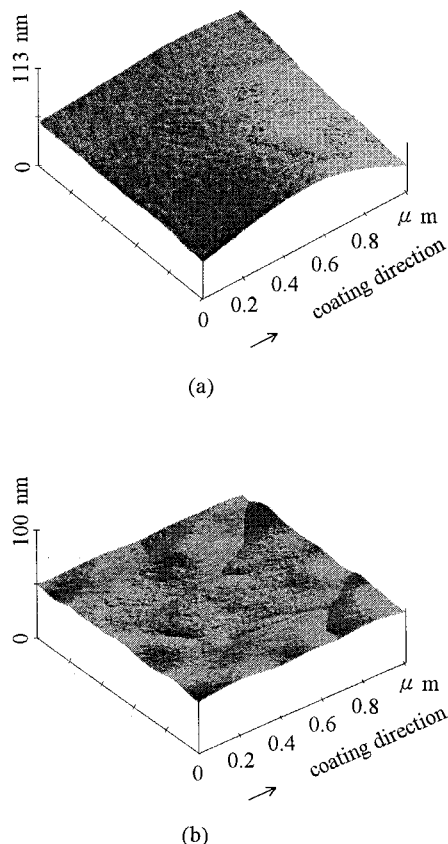 113 nm
0
0
0.2
0.4
0.6
0.8
μ m
coating direction
(a)
100 nm
0
0
0.2
0.4
0.6
0.8
μ m
coating direction
(b)